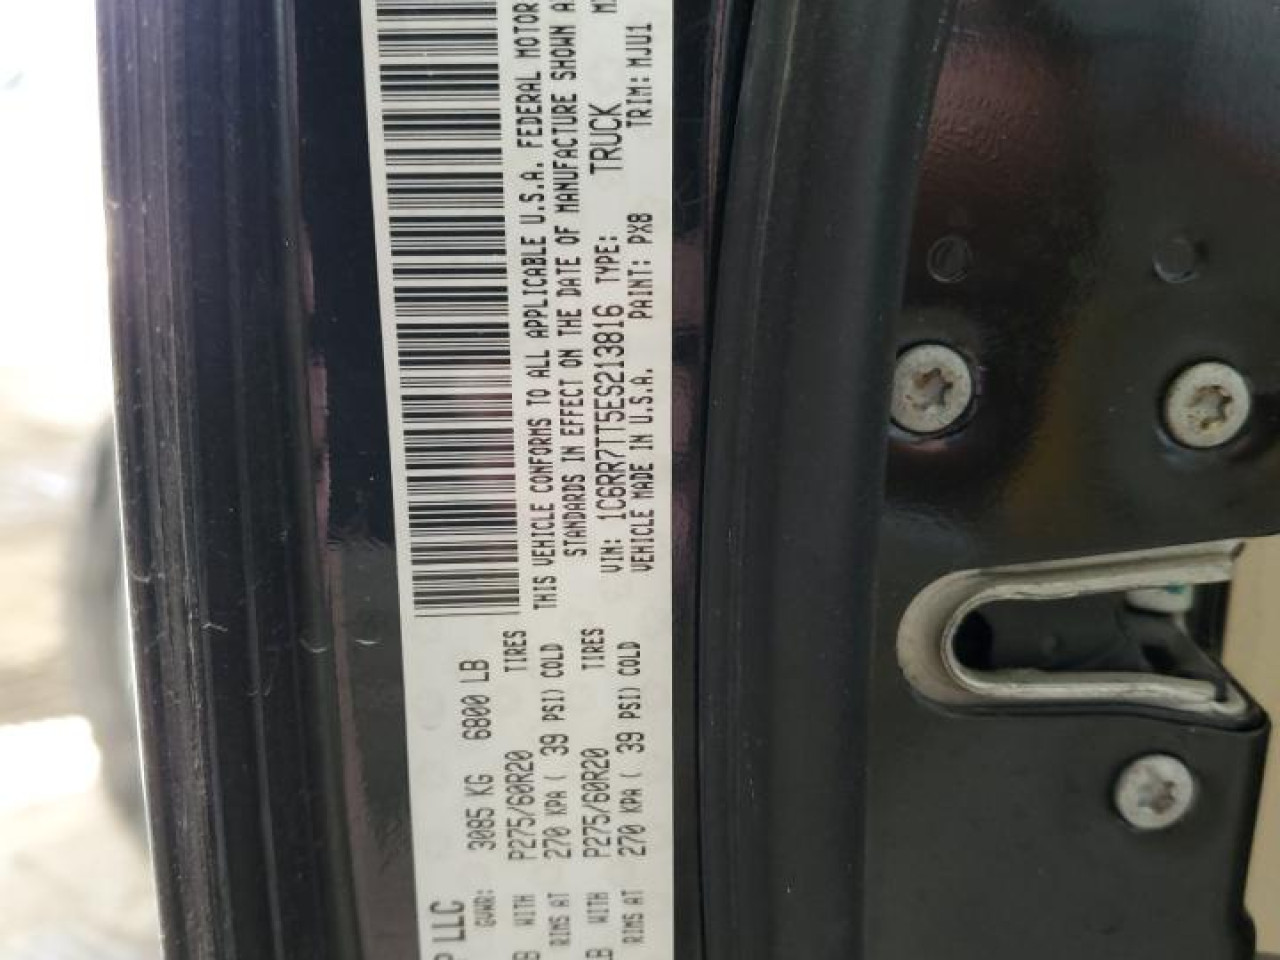 P LLC
GVWR: 3085 KG 6800 LB
B WITH P275/60R20 TIRES
RIMS AT 270 KPA ( 39 PSI) COLD
LB WITH P275/60R20 TIRES
RIMS AT 270 KPA ( 39 PSI) COLD
THIS VEHICLE CONFORMS TO ALL APPLICABLE U.S.A. FEDERAL MOTOR
STANDARDS IN EFFECT ON THE DATE OF MANUFACTURE SHOWN A
VIN: 1C6RR7TT5ES213816 TYPE: TRUCK
VEHICLE MADE IN U.S.A. PAINT: PX8 TRIM: MJU1